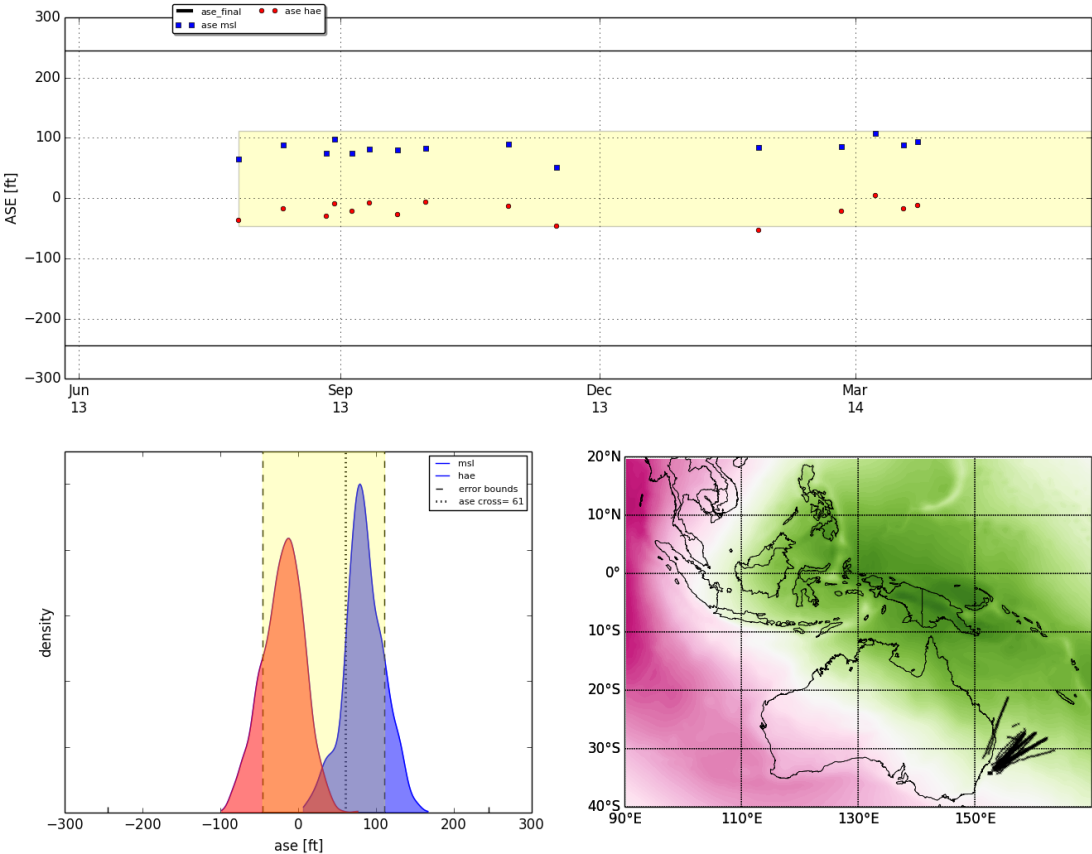 ase_final
ase hae
ase msl
300
200
100
0
−100
−200
−300
ASE [ft]
Jun
13
Sep
13
Dec
13
Mar
14
msl
hae
error bounds
ase cross= 61
density
−300
−200
−100
0
100
200
300
ase [ft]
20°N
10°N
0°
10°S
20°S
30°S
40°S
90°E
110°E
130°E
150°E